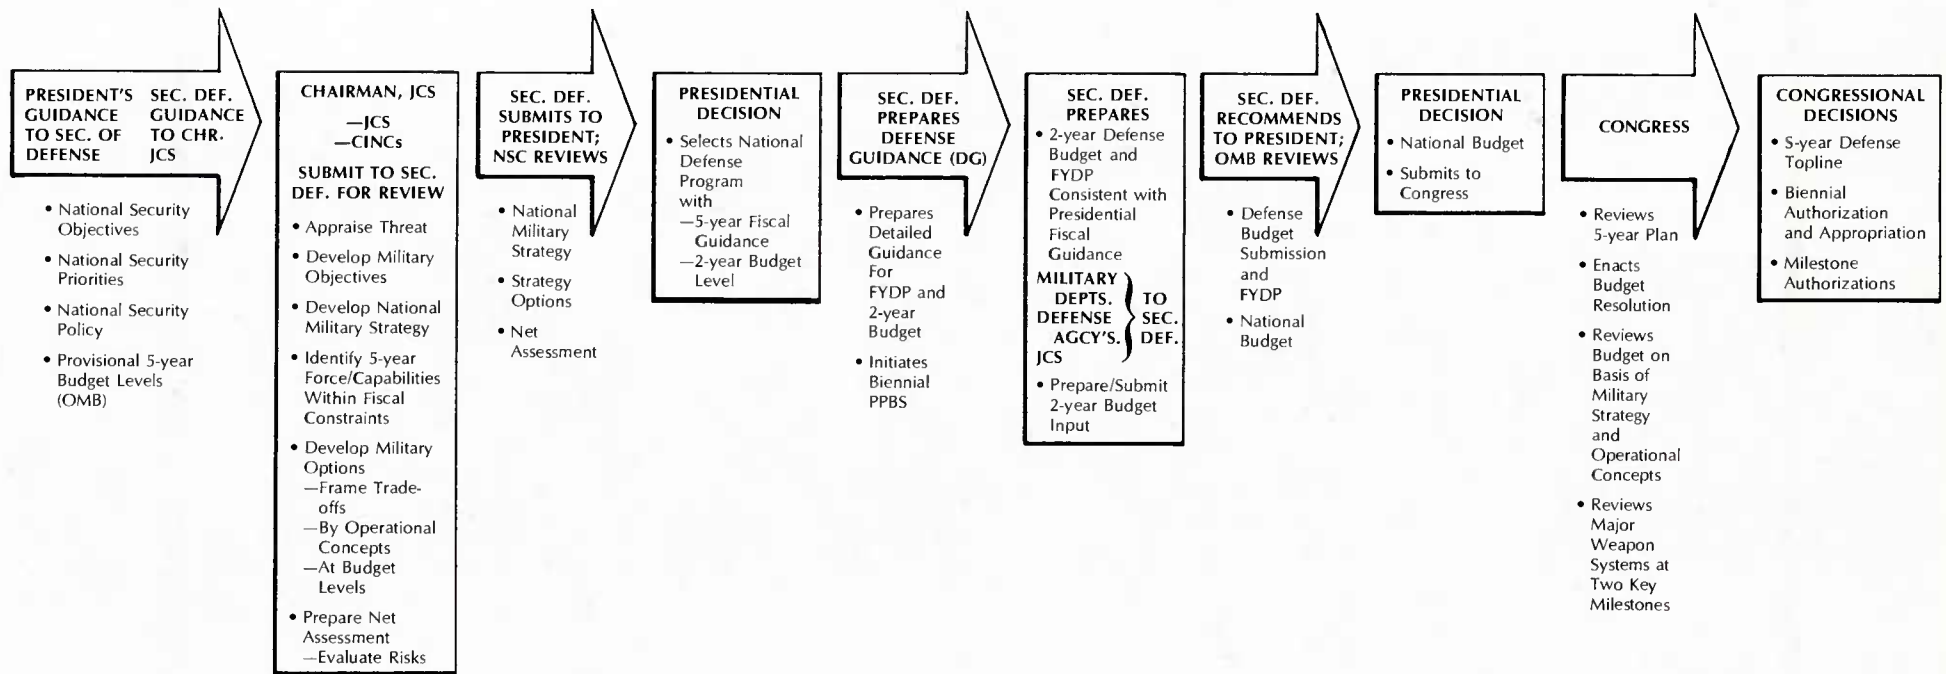 PRESIDENT'S
GUIDANCE
TO SEC. OF
DEFENSE
SEC. DEF.
GUIDANCE
TO CHR.
JCS
• National Security
Objectives
• National Security
Priorities
• National Security
Policy
• Provisional 5-year
Budget Levels
(OMB)
CHAIRMAN, JCS
—JCS
—CINCs
SUBMIT TO SEC.
DEF. FOR REVIEW
• Appraise Threat
• Develop Military
Objectives
• Develop National
Military Strategy
• Identify 5-year
Force/Capabilities
Within Fiscal
Constraints
• Develop Military
Options
—Frame Trade-
offs
—By Operational
Concepts
—At Budget
Levels
• Prepare Net
Assessment
—Evaluate Risks
SEC. DEF.
SUBMITS TO
PRESIDENT;
NSC REVIEWS
• National
Military
Strategy
• Strategy
Options
• Net
Assessment
PRESIDENTIAL
DECISION
• Selects National
Defense
Program
with
—5-year Fiscal
Guidance
—2-year Budget
Level
SEC. DEF.
PREPARES
DEFENSE
GUIDANCE (DG)
• Prepares
Detailed
Guidance
For
FYDP and
2-year
Budget
• Initiates
Biennial
PPBS
SEC. DEF.
PREPARES
• 2-year Defense
Budget and
FYDP
Consistent with
Presidential
Fiscal
Guidance
MILITARY
DEPTS.
DEFENSE
AGCY'S.
JCS
TO
SEC.
DEF.
• Prepare/Submit
2-year Budget
Input
SEC. DEF.
RECOMMENDS
TO PRESIDENT;
OMB REVIEWS
• Defense
Budget
Submission
and
FYDP
• National
Budget
PRESIDENTIAL
DECISION
• National Budget
• Submits to
Congress
CONGRESS
• Reviews
5-year Plan
• Enacts
Budget
Resolution
• Reviews
Budget on
Basis of
Military
Strategy
and
Operational
Concepts
• Reviews
Major
Weapon
Systems at
Two Key
Milestones
CONGRESSIONAL
DECISIONS
• 5-year Defense
Topline
• Biennial
Authorization
and Appropriation
• Milestone
Authorizations